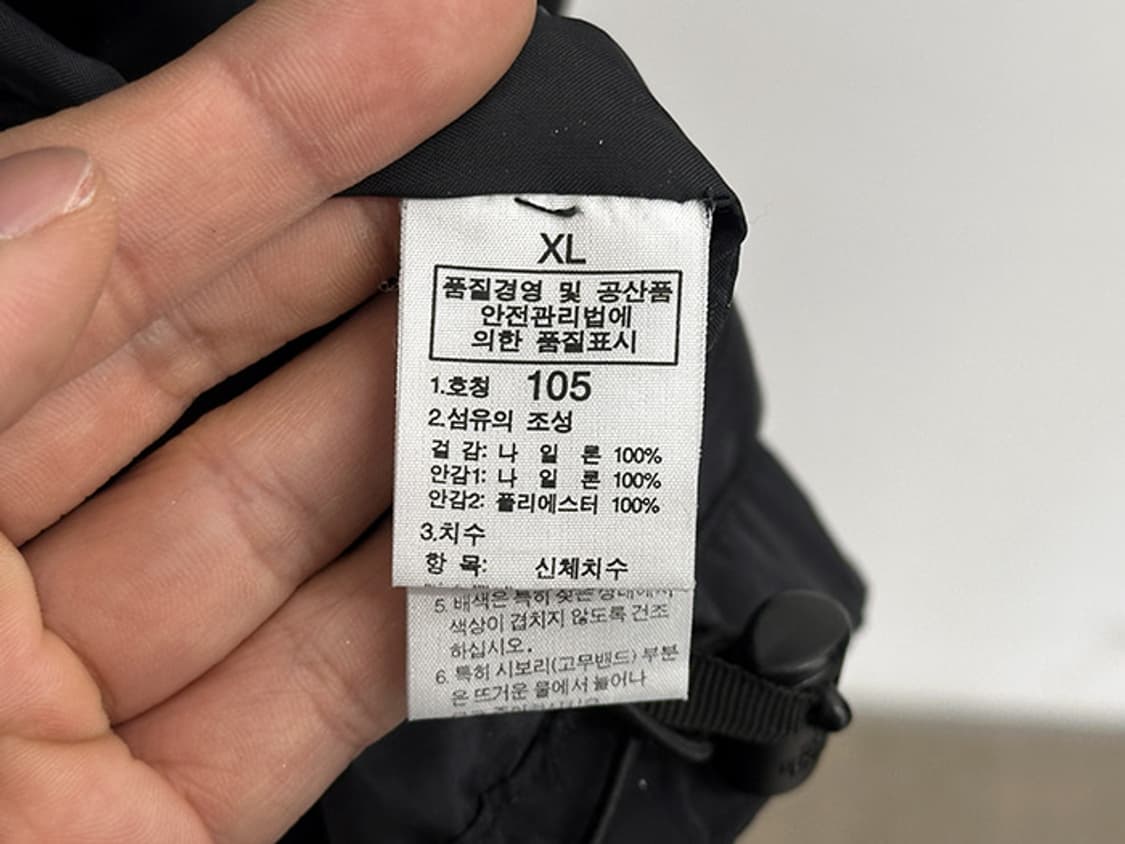 XL
품질경영 및 공산품
안전관리법에
의한 품질표시
1.호칭 105
2.섬유의 조성
겉 감: 나 일 론 100%
안감1: 나 일 론 100%
안감2: 폴리에스터 100%
3.치수
항 목: 신체치수
5. 배색은 특히 젖은 상태에서
색상이 겹치지 않도록 건조
하십시오.
6. 특히 시보리(고무밴드) 부분
은 뜨거운 물에서 늘어나